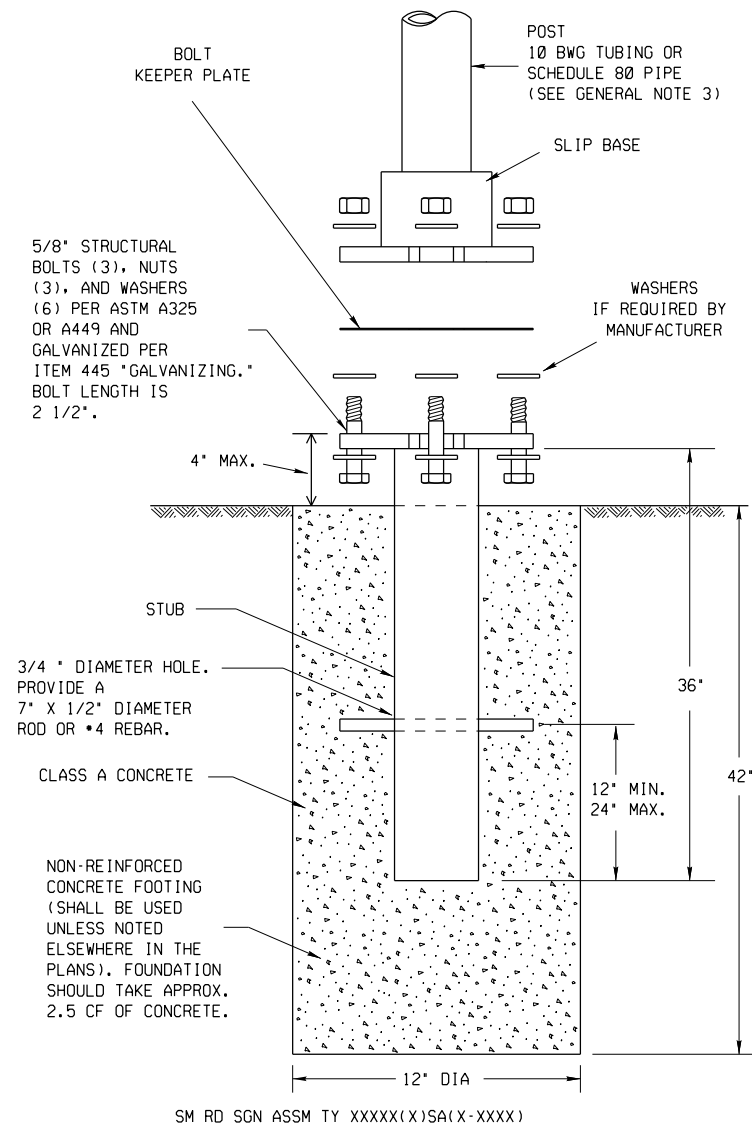 BOLT
KEEPER PLATE
POST
10 BWG TUBING OR
SCHEDULE 80 PIPE
(SEE GENERAL NOTE 3)
SLIP BASE
5/8" STRUCTURAL
BOLTS (3), NUTS
(3), AND WASHERS
(6) PER ASTM A325
OR A449 AND
GALVANIZED PER
ITEM 445 "GALVANIZING."
BOLT LENGTH IS
2 1/2".
WASHERS
IF REQUIRED BY
MANUFACTURER
4" MAX.
STUB
3/4 " DIAMETER HOLE.
PROVIDE A
7" X 1/2" DIAMETER
ROD OR #4 REBAR.
36"
CLASS A CONCRETE
12" MIN.
24" MAX.
42"
NON-REINFORCED
CONCRETE FOOTING
(SHALL BE USED
UNLESS NOTED
ELSEWHERE IN THE
PLANS). FOUNDATION
SHOULD TAKE APPROX.
2.5 CF OF CONCRETE.
12" DIA
SM RD SGN ASSM TY XXXXX(X)SA(X-XXXX)